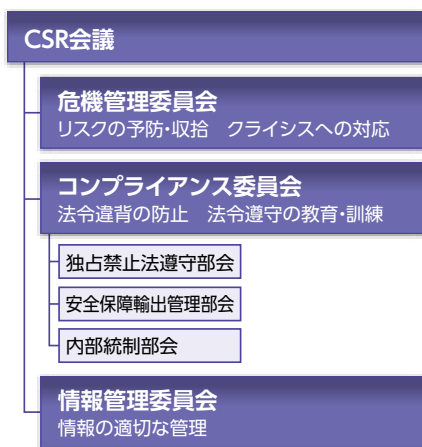 CSR会議
危機管理委員会
リスクの予防・収拾　クライシスへの対応
コンプライアンス委員会
法令違背の防止　法令遵守の教育・訓練
独占禁止法遵守部会
安全保障輸出管理部会
内部統制部会
情報管理委員会
情報の適切な管理